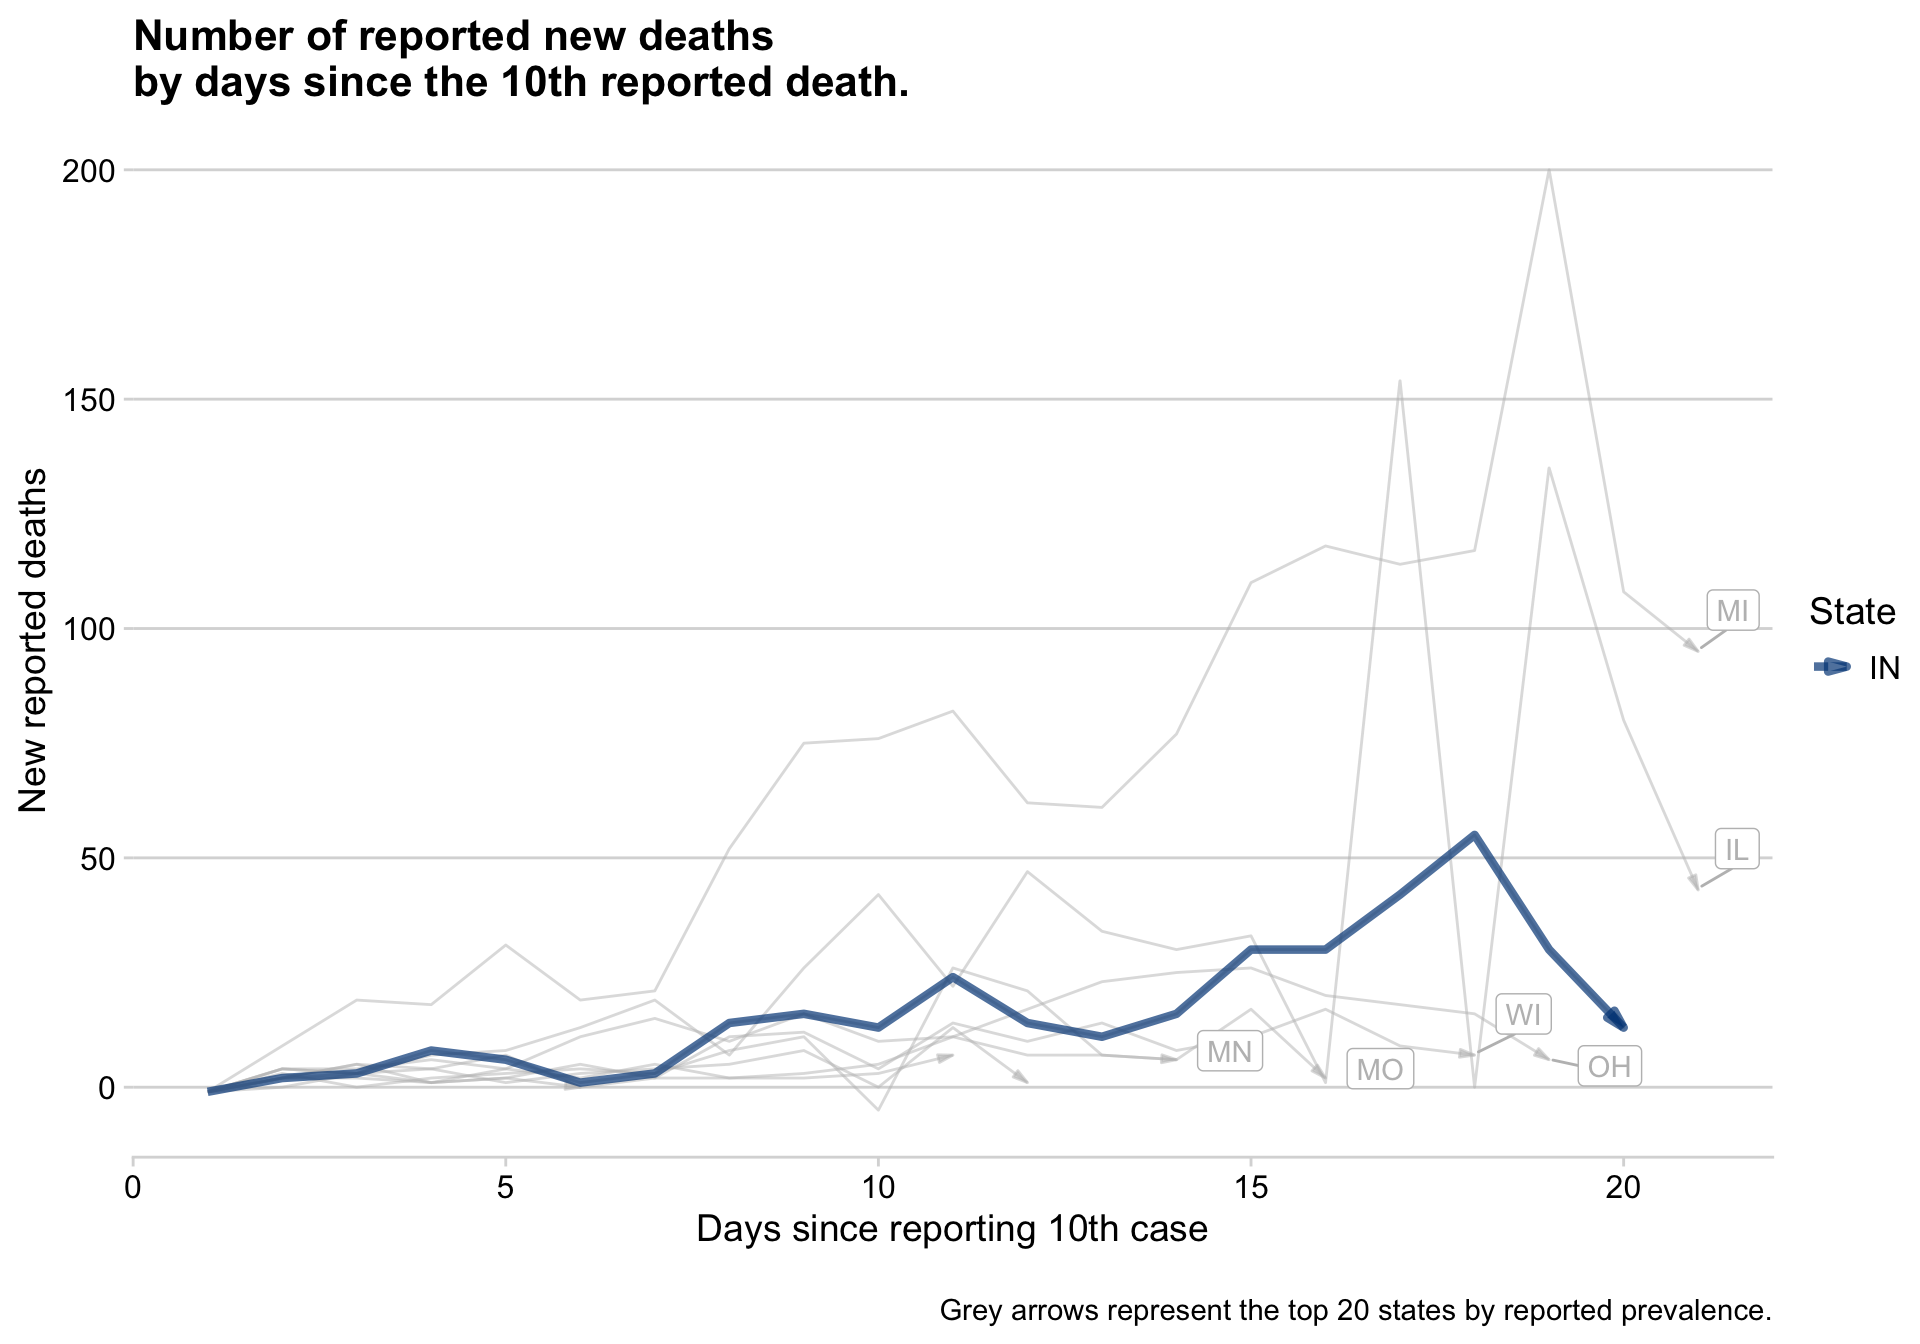 Number of reported new deaths
by days since the 10th reported death.
200
150
100
50
0
New reported deaths
MI
IL
WI
MN
MO
OH
State
IN
0 5 10 15 20
Days since reporting 10th case
Grey arrows represent the top 20 states by reported prevalence.